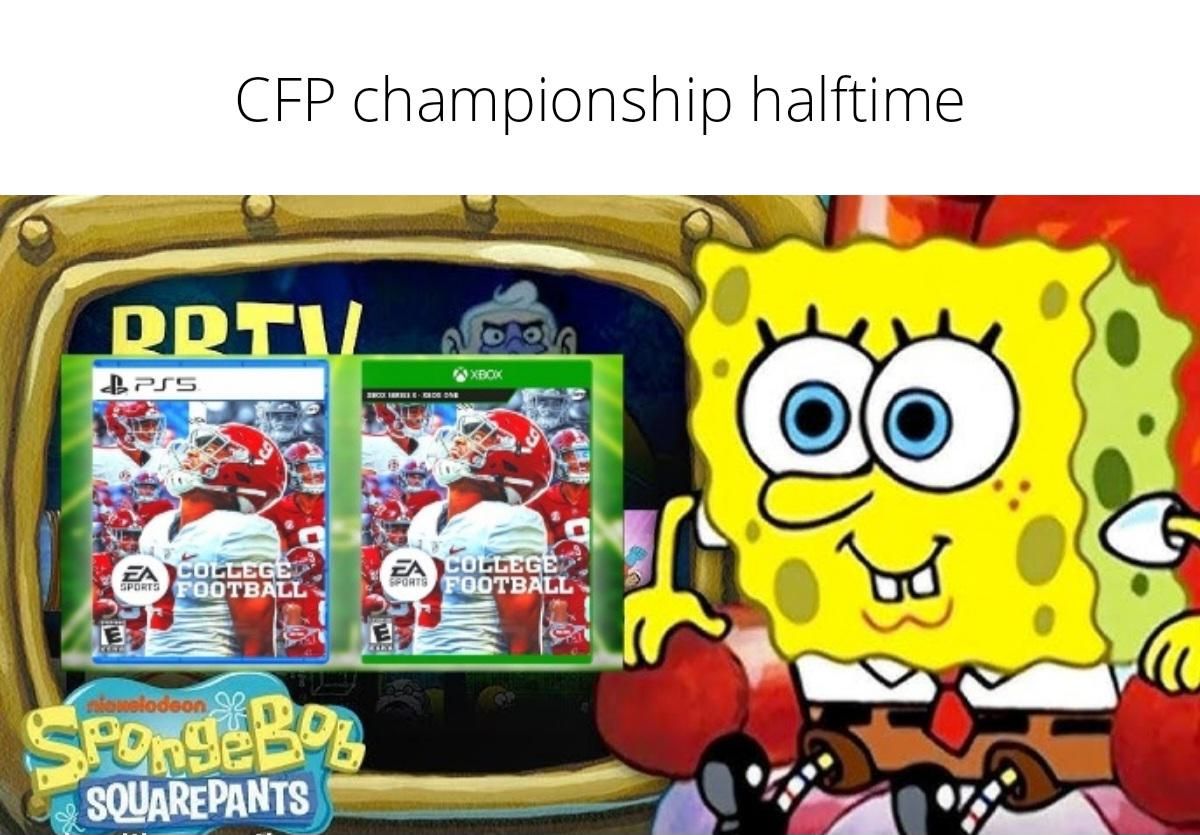 CFP championship halftime
BBTV
PS5
XBOX
XBOX SERIES X · XBOX ONE
EA
SPORTS
COLLEGE
FOOTBALL
E
EA
SPORTS
COLLEGE
FOOTBALL
E
nickelodeon
SPONGEBOB
SQUAREPANTS